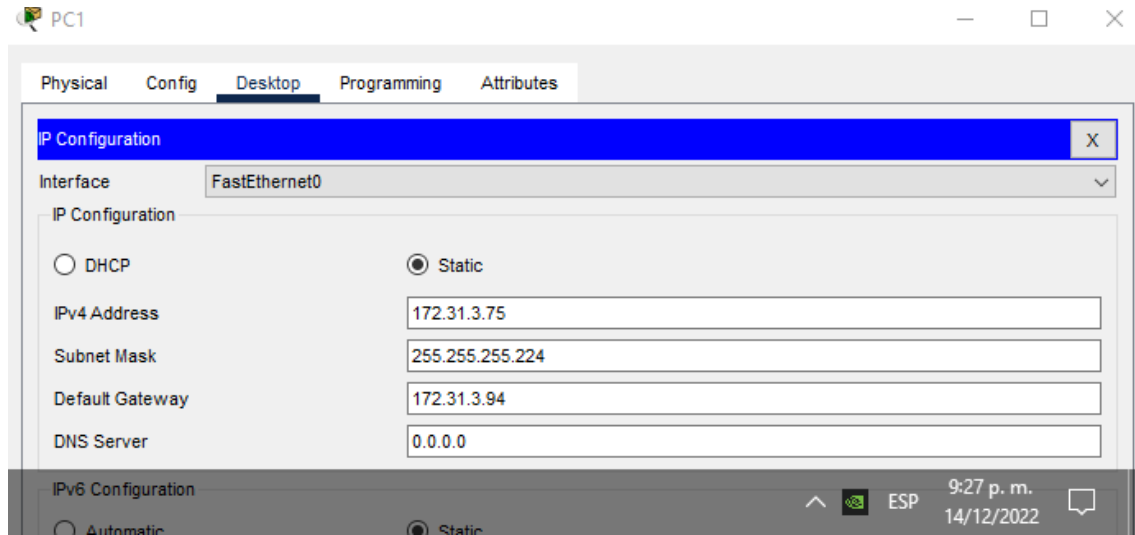 PC1
Physical Config Desktop Programming Attributes
IP Configuration X
Interface FastEthernet0
IP Configuration
DHCP Static
IPv4 Address 172.31.3.75
Subnet Mask 255.255.255.224
Default Gateway 172.31.3.94
DNS Server 0.0.0.0
IPv6 Configuration
Automatic Static
ESP
9:27 p. m.
14/12/2022